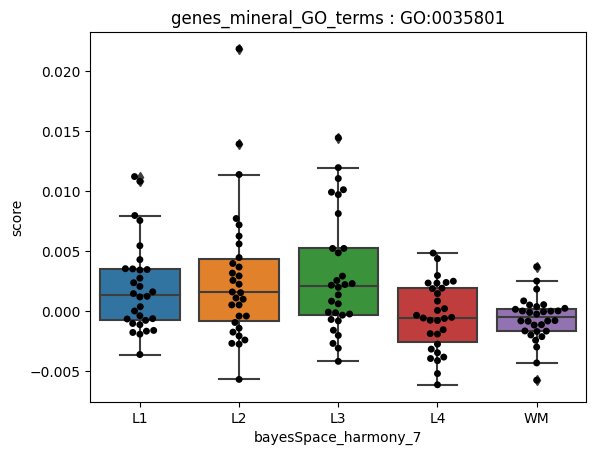 genes_mineral_GO_terms : GO:0035801
score
0.020
0.015
0.010
0.005
0.000
−0.005
L1 L2 L3 L4 WM
bayesSpace_harmony_7